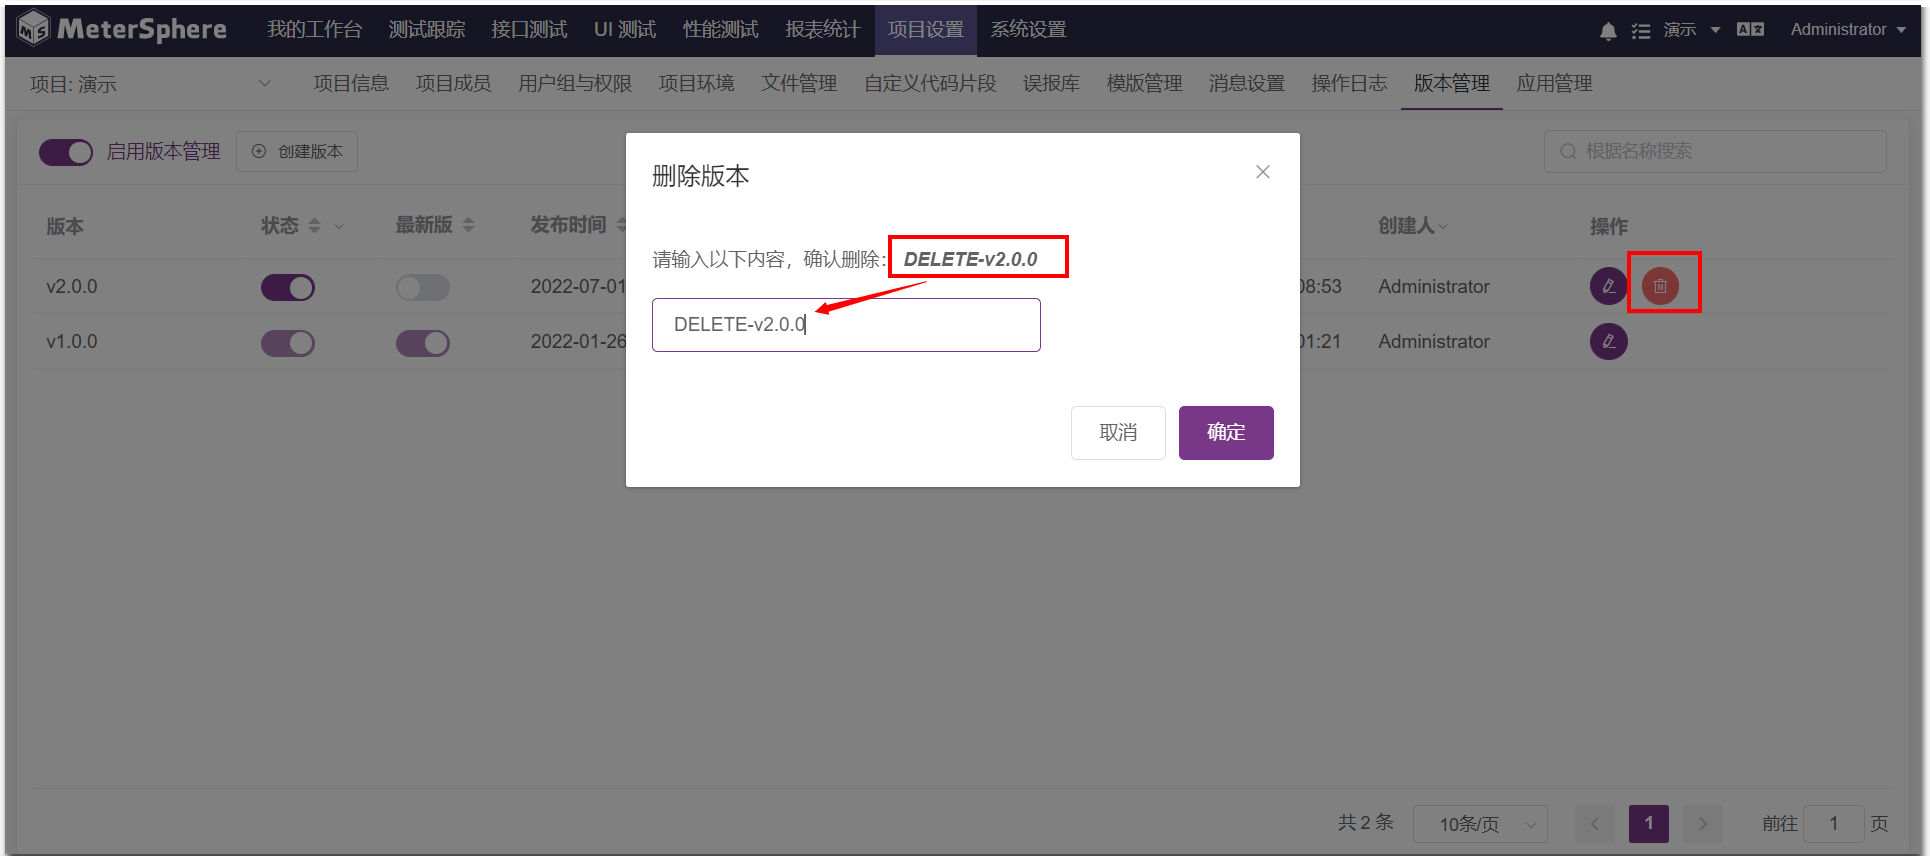 MeterSphere 我的工作台 测试跟踪 接口测试 UI 测试 性能测试 报表统计 项目设置 系统设置 演示 Administrator
项目: 演示 项目信息 项目成员 用户组与权限 项目环境 文件管理 自定义代码片段 误报库 模版管理 消息设置 操作日志 版本管理 应用管理
启用版本管理 创建版本 根据名称搜索
删除版本
版本 状态 最新版 发布时间 创建人 操作
请输入以下内容，确认删除: DELETE-v2.0.0
v2.0.0 2022-07-01 08:53 Administrator
DELETE-v2.0.0
v1.0.0 2022-01-26 01:21 Administrator
取消 确定
共 2 条 10条/页 1 前往 1 页